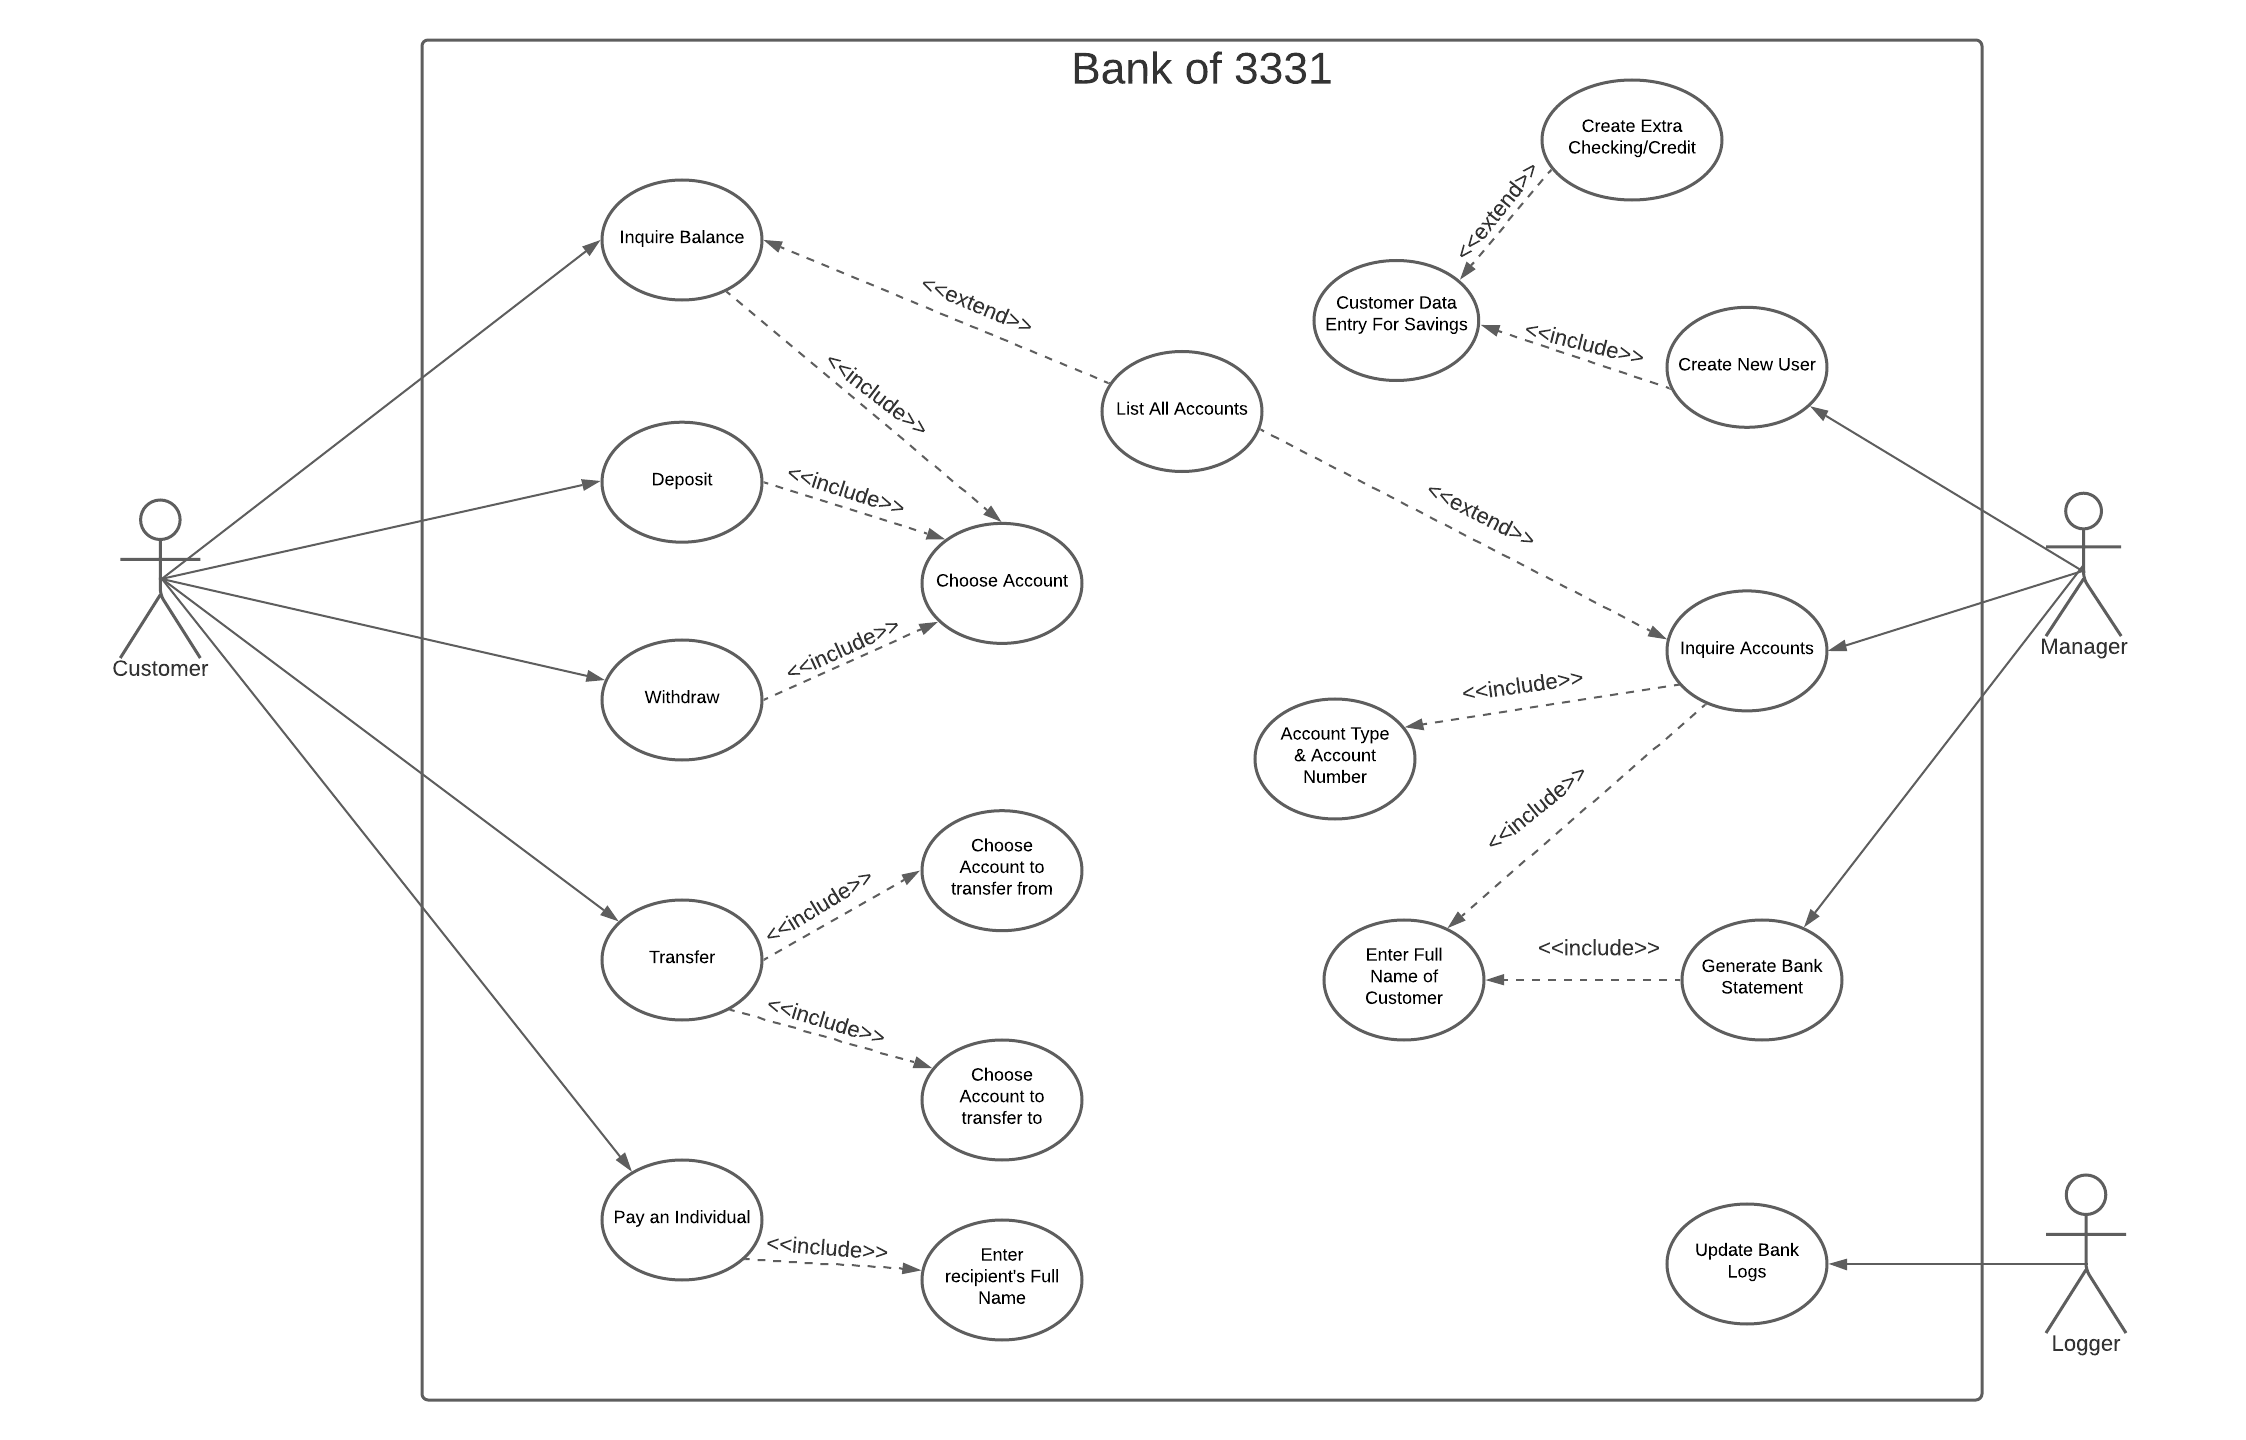 Bank of 3331
Create Extra
Checking/Credit
<<extend>>
Inquire Balance
<<extend>>
Customer Data
Entry For Savings
<<include>>
Create New User
<<include>>
List All Accounts
Deposit
<<include>>
<<extend>>
Choose Account
Customer
Withdraw
<<include>>
Inquire Accounts
Manager
<<include>>
Account Type
& Account
Number
<<include>>
Choose
Account to
transfer from
<<include>>
Transfer
<<include>>
Enter Full
Name of
Customer
<<include>>
Generate Bank
Statement
Choose
Account to
transfer to
Pay an Individual
<<include>>
Enter
recipient's Full
Name
Update Bank
Logs
Logger